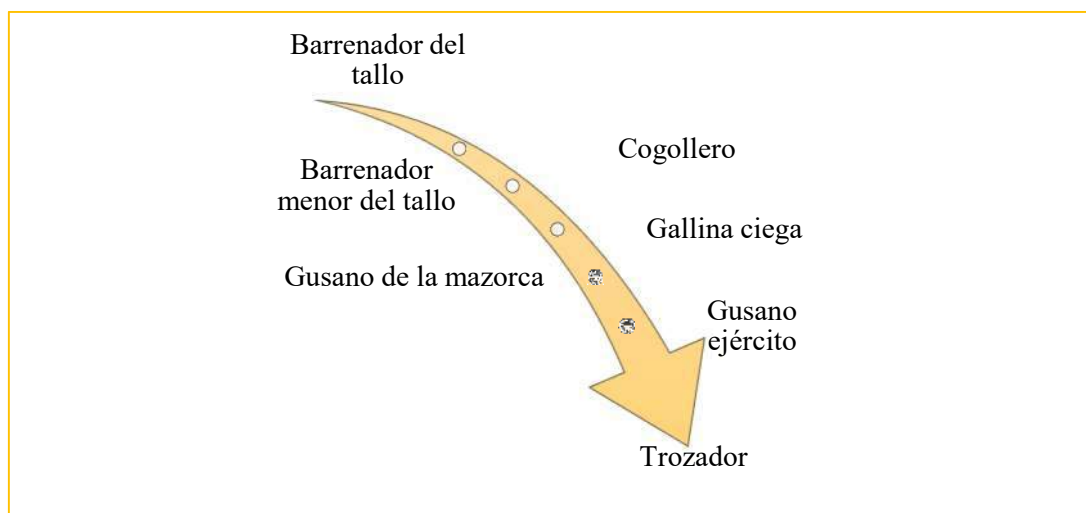 Barrenador del
tallo
Cogollero
Barrenador
menor del tallo
Gallina ciega
Gusano de la mazorca
Gusano
ejército
Trozador